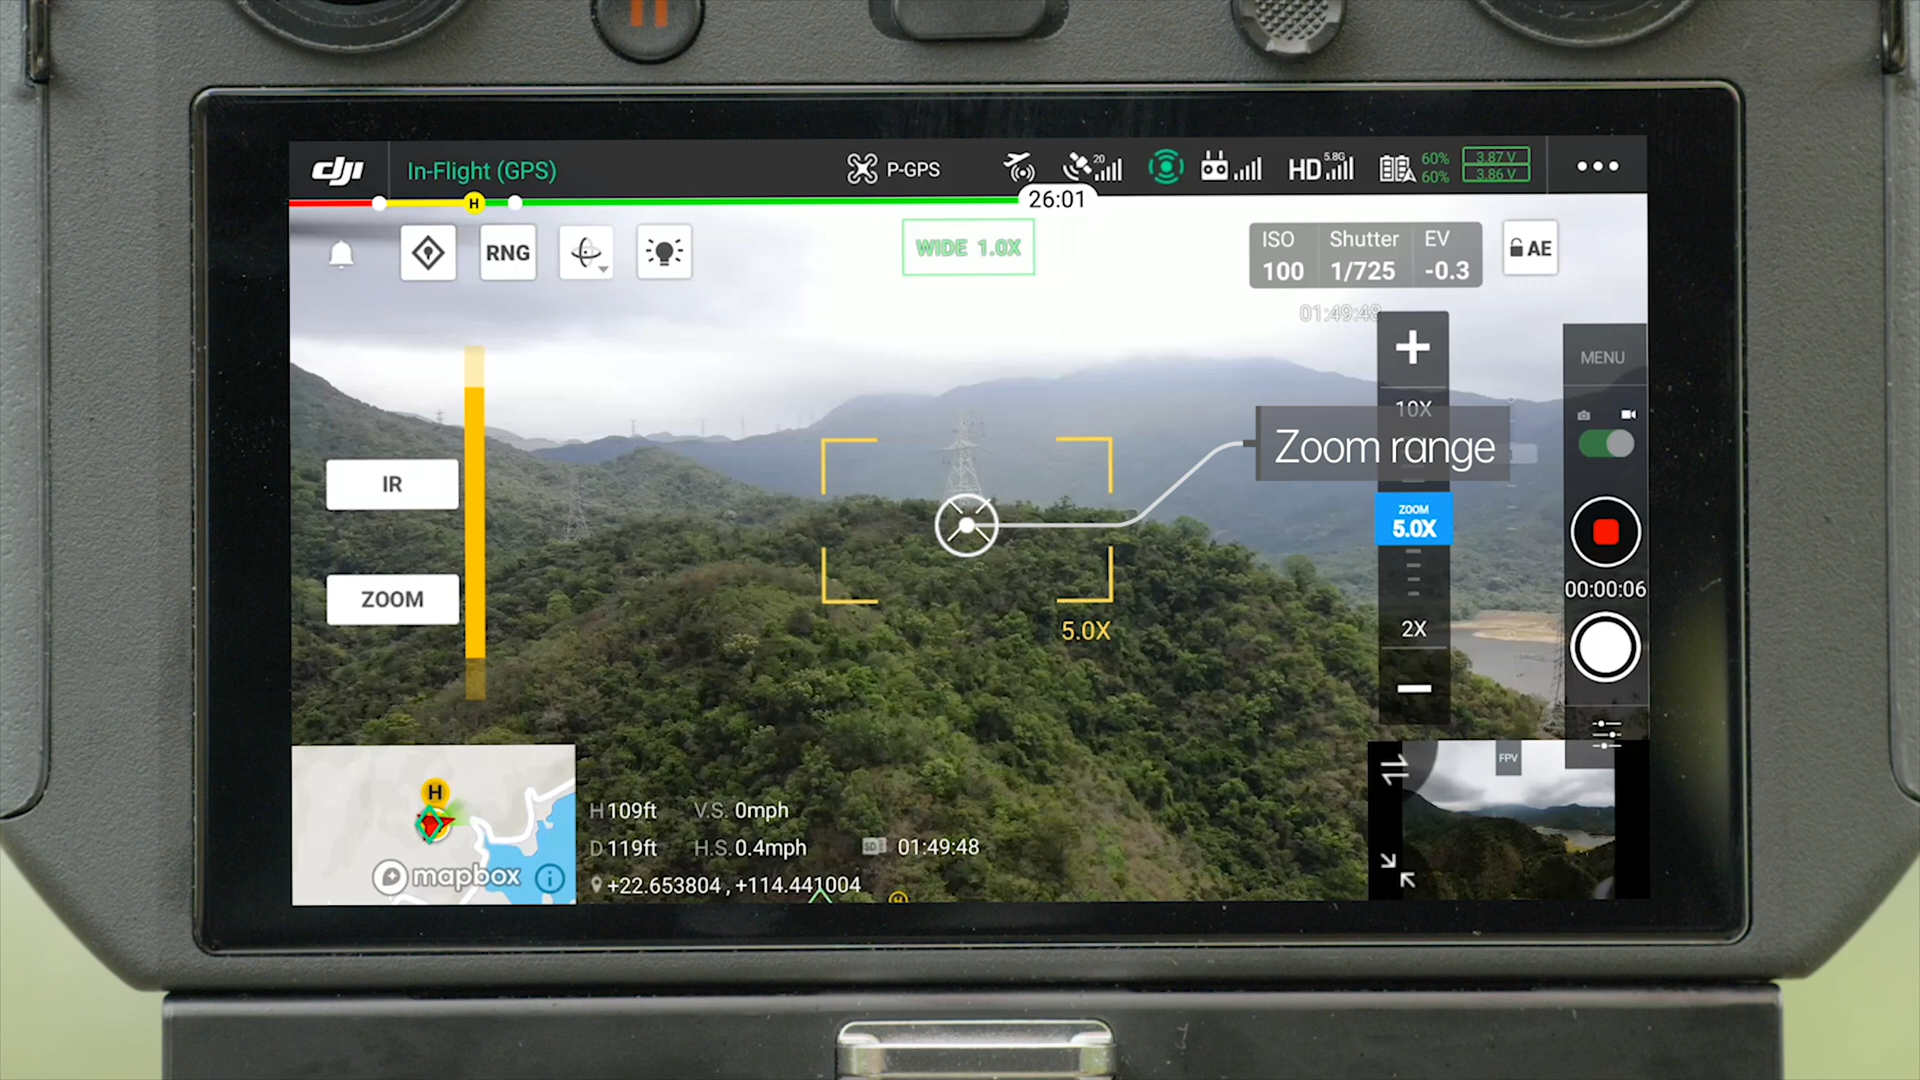 dji In-Flight (GPS)
P-GPS
20
HD 5.8G
60%
60%
3.87 V
3.86 V
H
26:01
RNG
WIDE 1.0X
ISO
100
Shutter
1/725
EV
-0.3
AE
01:49:48
MENU
10X
Zoom range
IR
ZOOM
5.0X
ZOOM
00:00:06
5.0X
2X
FPV
H
H 109ft
V.S. 0mph
D 119ft
H.S. 0.4mph
SD
01:49:48
+22.653804 , +114.441004
H
mapbox
i